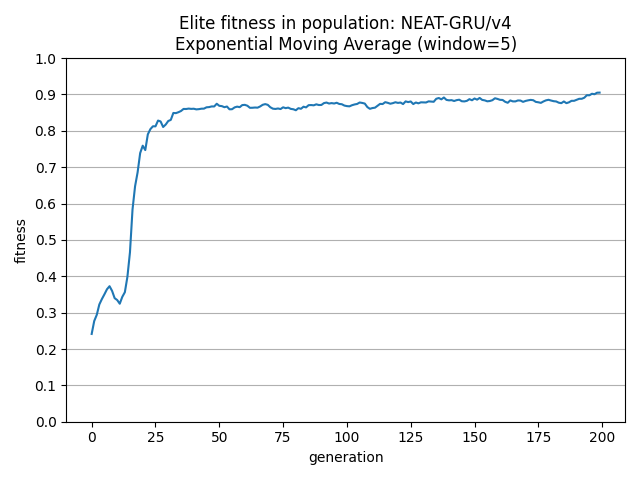 Elite fitness in population: NEAT-GRU/v4
Exponential Moving Average (window=5)
fitness
1.0
0.9
0.8
0.7
0.6
0.5
0.4
0.3
0.2
0.1
0.0
0 25 50 75 100 125 150 175 200
generation